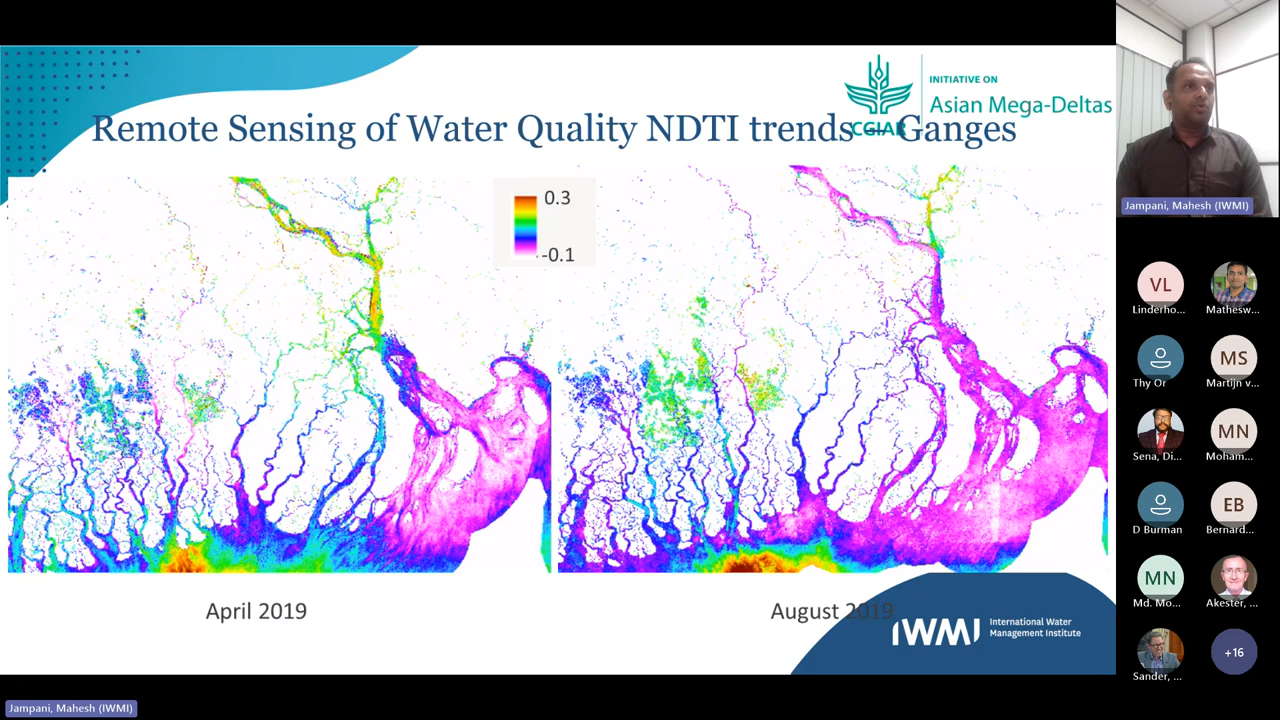 INITIATIVE ON
Asian Mega-Deltas
CGIAR
Remote Sensing of Water Quality NDTI trends – Ganges
0.3
-0.1
April 2019
August 2019
IWMI
International Water
Management Institute
Jampani, Mahesh (IWMI)
VL
Linderho...
Mathesw...
Thy Or
MS
Martijn v...
Sena, Di...
MN
Moham...
D Burman
EB
Bernard...
MN
Md. Mo...
Akester, ...
Sander, ...
+16
Jampani, Mahesh (IWMI)